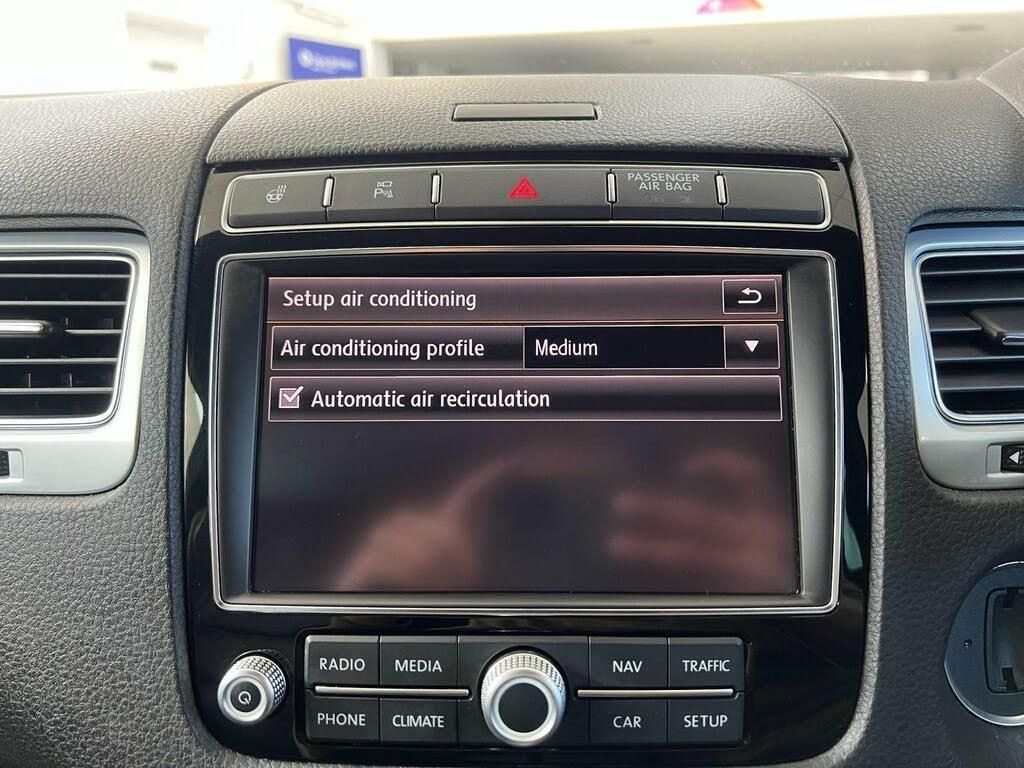 PASSENGER
AIR BAG
OFF
Setup air conditioning
Air conditioning profile Medium
Automatic air recirculation
RADIO MEDIA NAV TRAFFIC
PHONE CLIMATE CAR SETUP